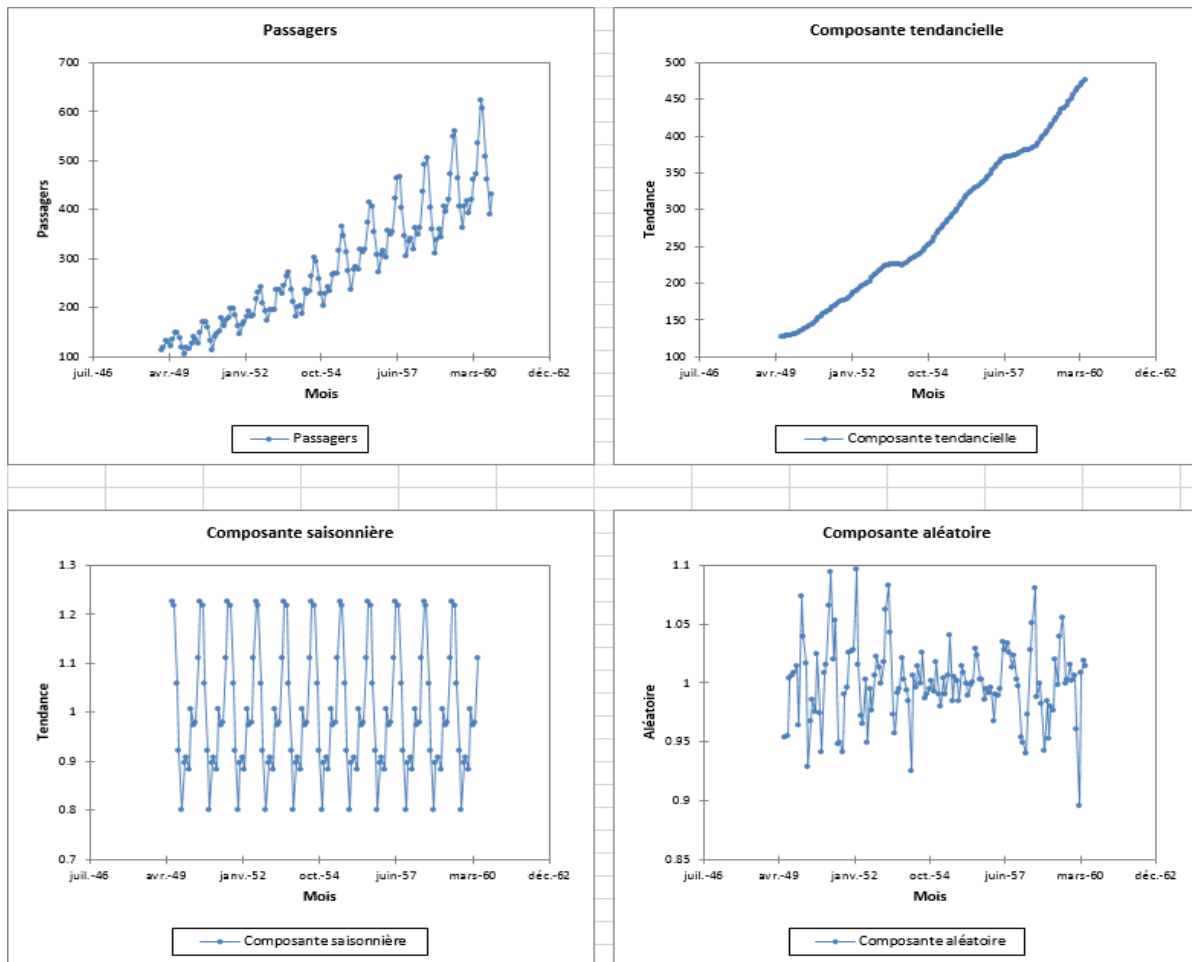 Passagers
700
600
500
400
300
200
100
Passagers
juil.-46 avr.-49 janv.-52 oct.-54 juin-57 mars-60 déc.-62
Mois
Passagers
Composante tendancielle
500
450
400
350
300
250
200
150
100
Tendance
juil.-46 avr.-49 janv.-52 oct.-54 juin-57 mars-60 déc.-62
Mois
Composante tendancielle
Composante saisonnière
1.3
1.2
1.1
1
0.9
0.8
0.7
Tendance
juil.-46 avr.-49 janv.-52 oct.-54 juin-57 mars-60 déc.-62
Mois
Composante saisonnière
Composante aléatoire
1.1
1.05
1
0.95
0.9
0.85
Aléatoire
juil.-46 avr.-49 janv.-52 oct.-54 juin-57 mars-60 déc.-62
Mois
Composante aléatoire